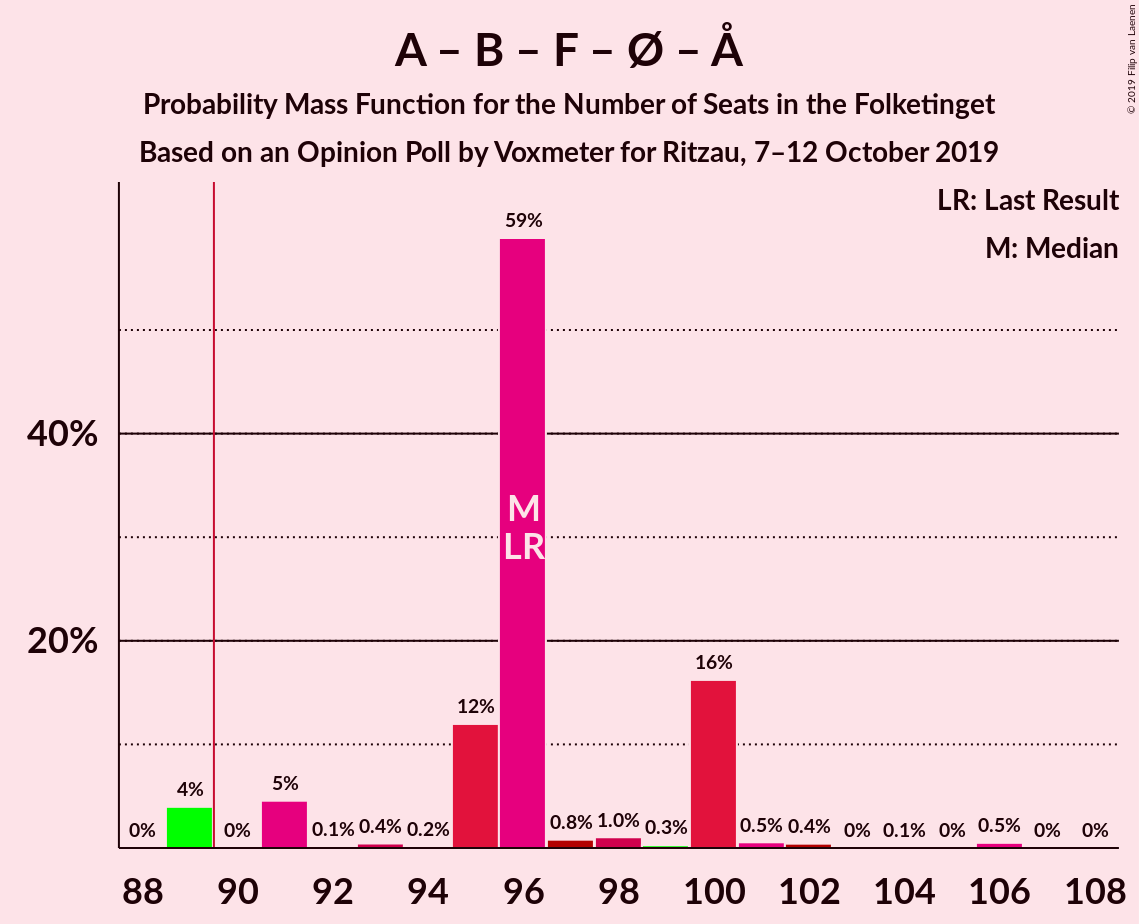 A – B – F – Ø – Å
Probability Mass Function for the Number of Seats in the Folketinget
Based on an Opinion Poll by Voxmeter for Ritzau, 7–12 October 2019
© 2019 Filip van Laenen
LR: Last Result
M: Median
59%
40%
M
LR
20%
16%
12%
4%
5%
0%
0%
0.1%
0.4%
0.2%
0.8%
1.0%
0.3%
0.5%
0.4%
0%
0.1%
0%
0.5%
0%
0%
88 90 92 94 96 98 100 102 104 106 108